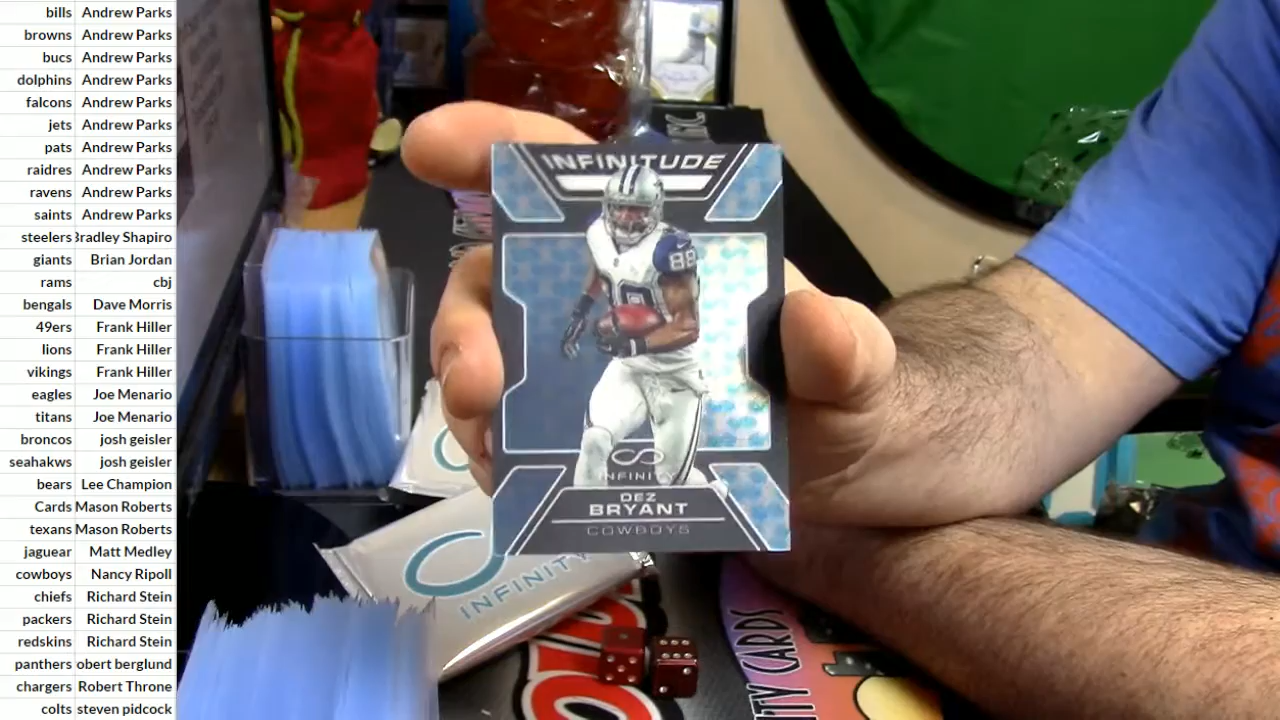 bills Andrew Parks
browns Andrew Parks
bucs Andrew Parks
dolphins Andrew Parks
falcons Andrew Parks
jets Andrew Parks
pats Andrew Parks
raidres Andrew Parks
ravens Andrew Parks
saints Andrew Parks
steelers Bradley Shapiro
giants Brian Jordan
rams cbj
bengals Dave Morris
49ers Frank Hiller
lions Frank Hiller
vikings Frank Hiller
eagles Joe Menario
titans Joe Menario
broncos josh geisler
seahakws josh geisler
bears Lee Champion
Cards Mason Roberts
texans Mason Roberts
jaguear Matt Medley
cowboys Nancy Ripoll
chiefs Richard Stein
packers Richard Stein
redskins Richard Stein
panthers obert berglund
chargers Robert Throne
colts steven pidcock
INFINITUDE
88
INFINITY
DEZ
BRYANT
COWBOYS
INFINITY
ITY CARDS